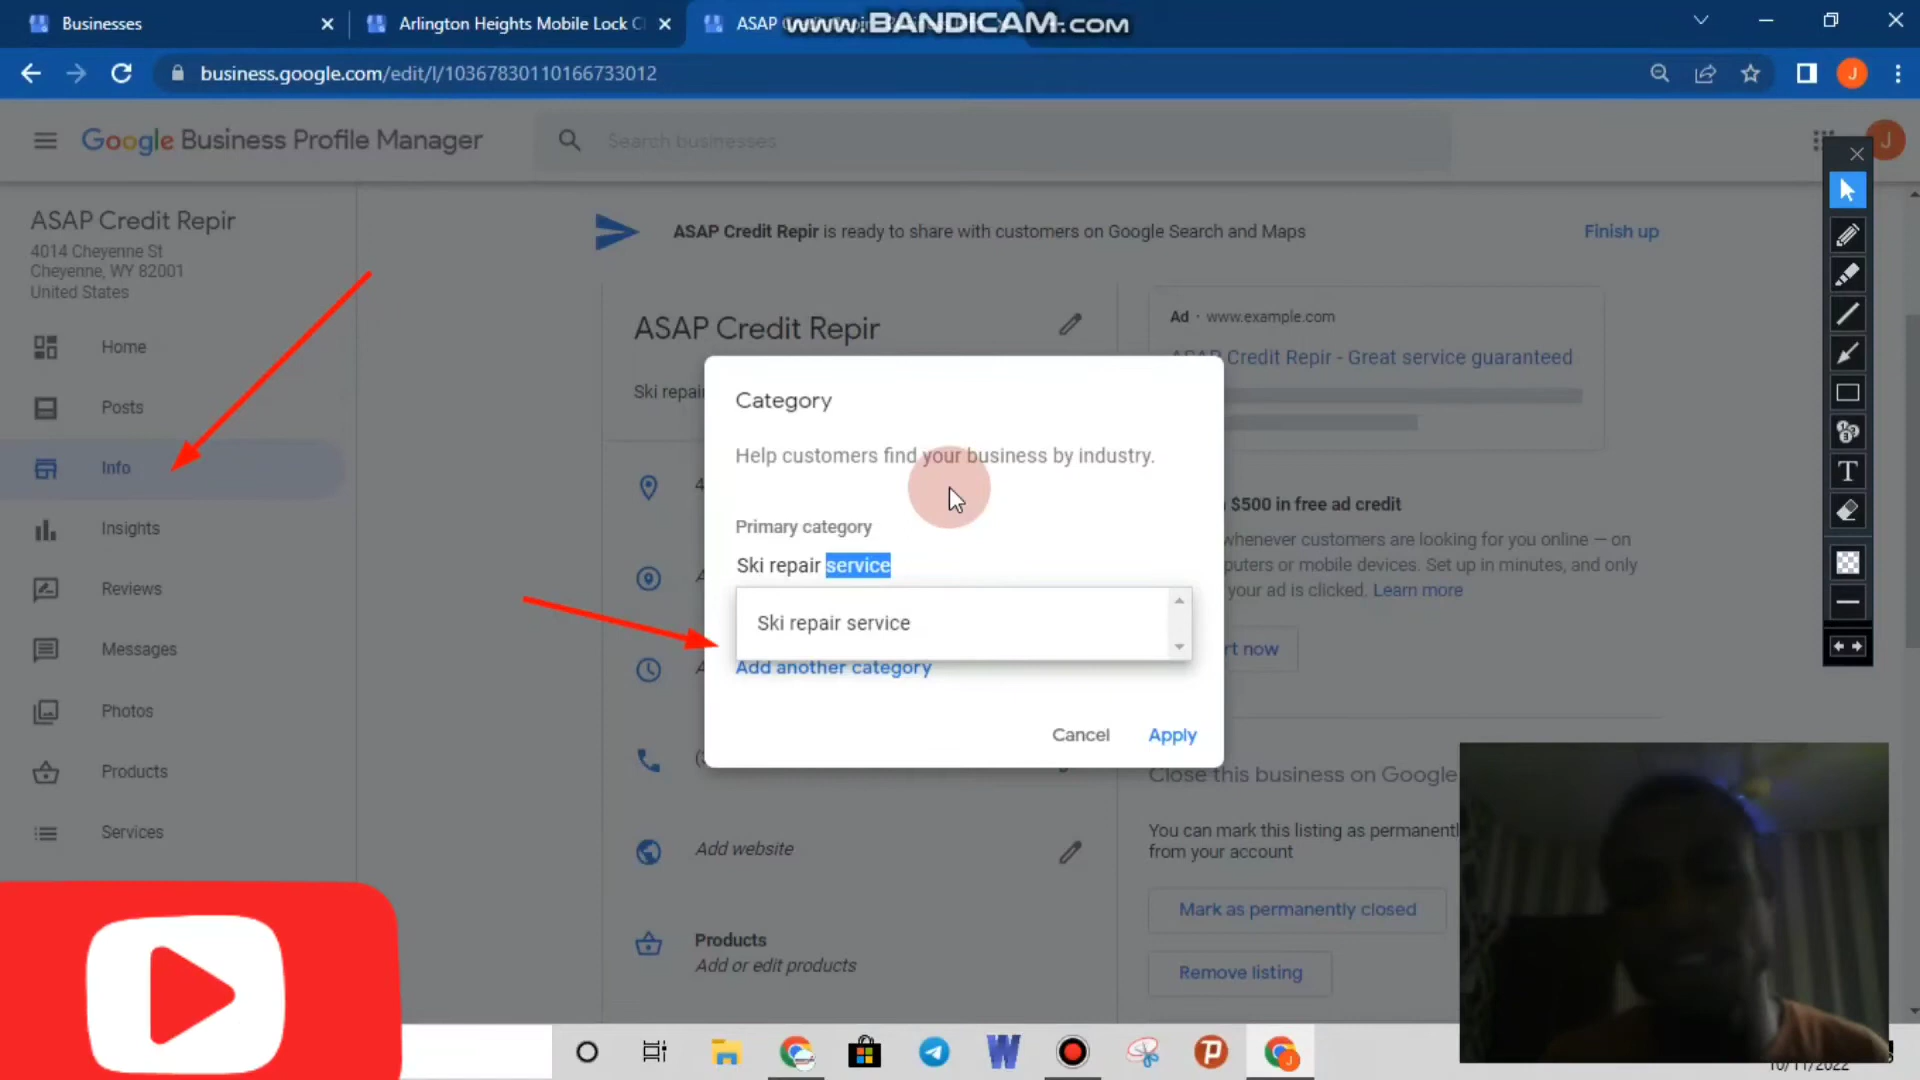 Businesses
Arlington Heights Mobile Lock
ASAP
www.BANDICAM.com
business.google.com/edit/l/10367830110166733012
J
Google Business Profile Manager
Search businesses
J
ASAP Credit Repir
4014 Cheyenne St
Cheyenne, WY 82001
United States
Home
Posts
Info
Insights
Reviews
Messages
Photos
Products
Services
ASAP Credit Repir is ready to share with customers on Google Search and Maps
Finish up
ASAP Credit Repir
Ski repair
Ad · www.example.com
ASAP Credit Repir - Great service guaranteed
Category
Help customers find your business by industry.
Primary category
Ski repair service
Ski repair service
Add another category
Cancel
Apply
$500 in free ad credit
whenever customers are looking for you online — on
mobile devices. Set up in minutes, and only
your ad is clicked. Learn more
now
Add website
Products
Add or edit products
Close this business on Google
You can mark this listing as
from your account
Mark as permanently closed
Remove listing
T
W
J
10/11/2022